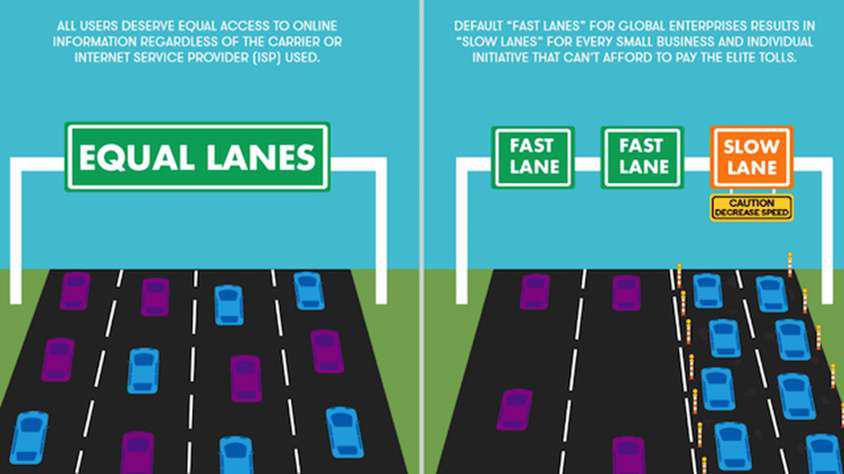 ALL USERS DESERVE EQUAL ACCESS TO ONLINE
INFORMATION REGARDLESS OF THE CARRIER OR
INTERNET SERVICE PROVIDER (ISP) USED.
EQUAL LANES
DEFAULT "FAST LANES" FOR GLOBAL ENTERPRISES RESULTS IN
"SLOW LANES" FOR EVERY SMALL BUSINESS AND INDIVIDUAL
INITIATIVE THAT CAN'T AFFORD TO PAY THE ELITE TOLLS.
FAST
LANE
FAST
LANE
SLOW
LANE
CAUTION
DECREASE SPEED